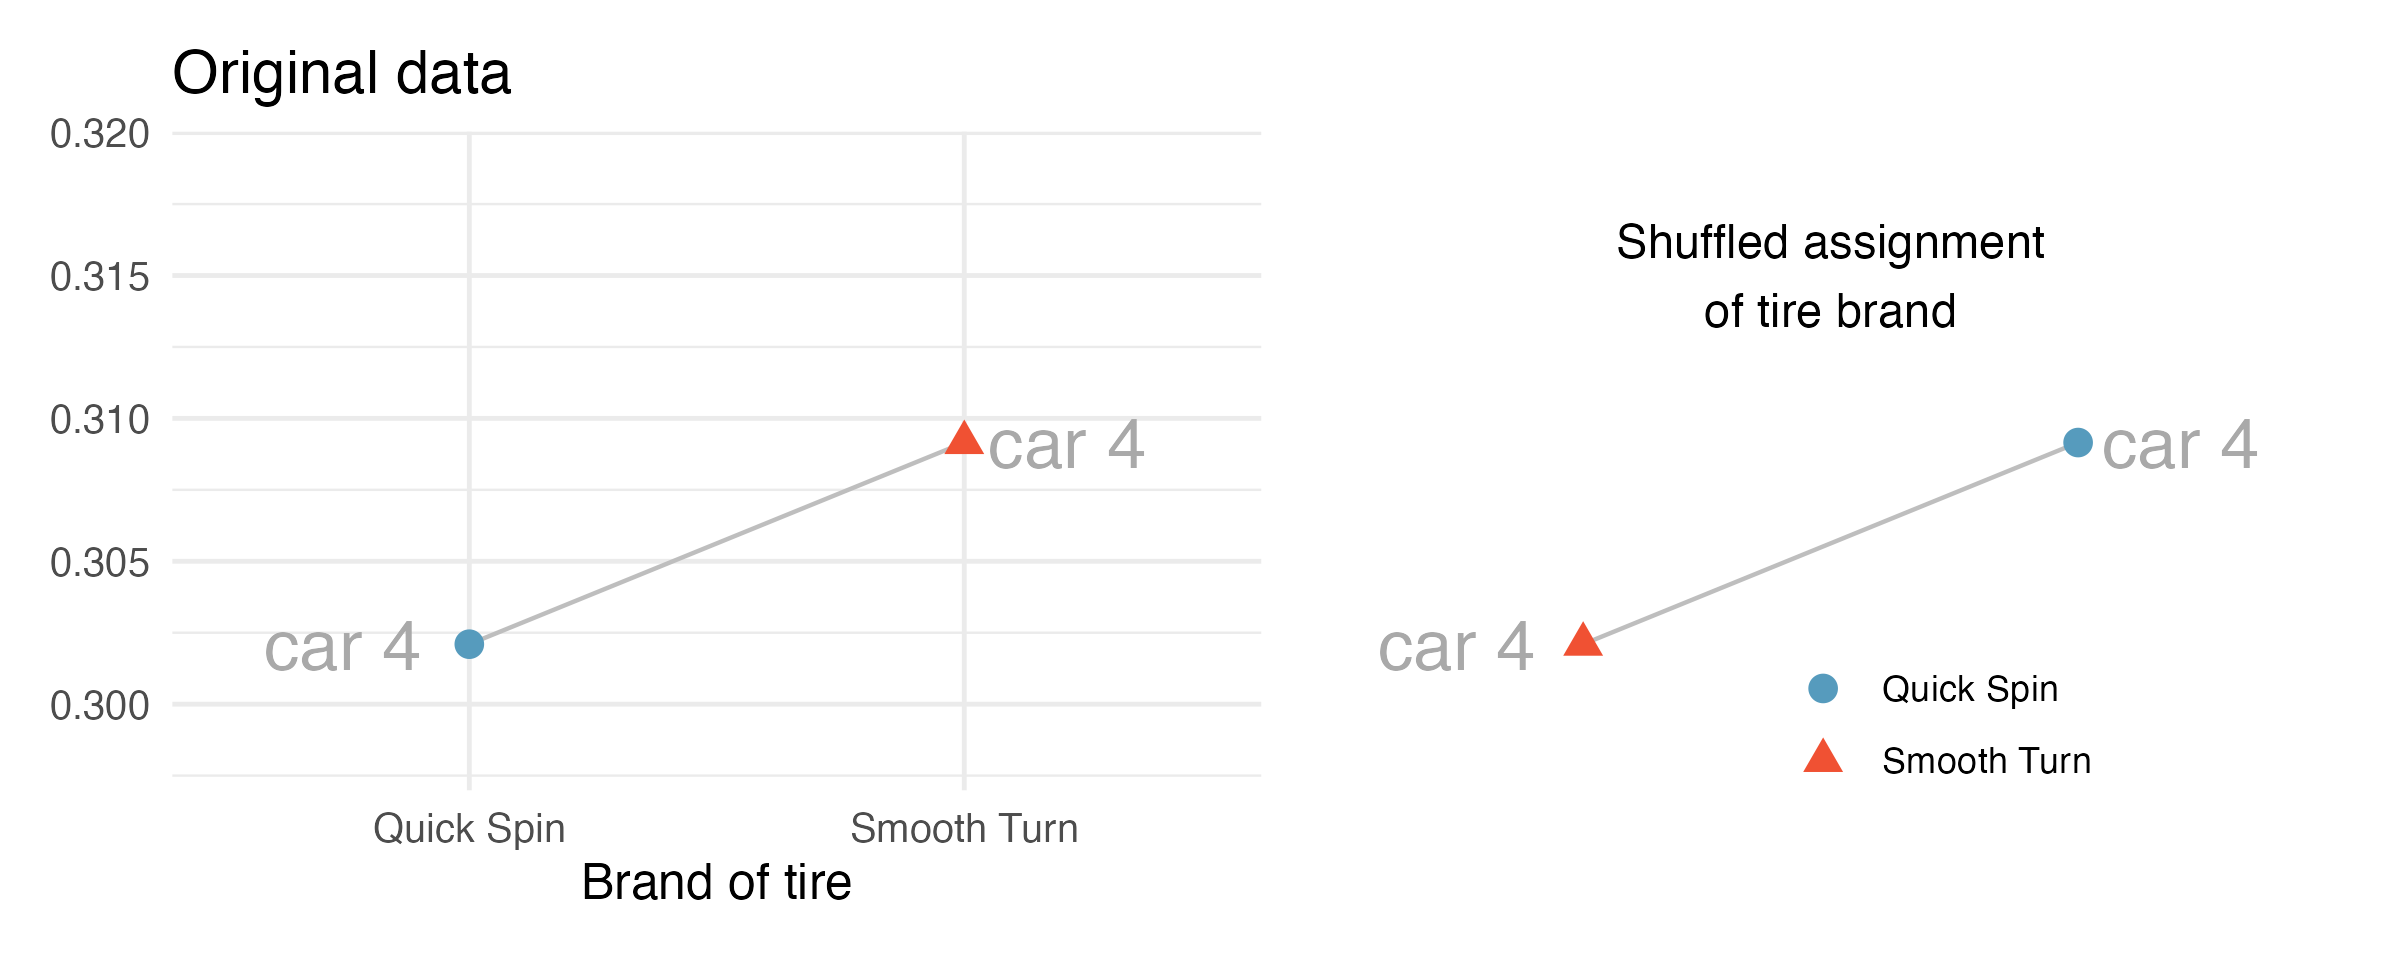 Original data
0.320
0.315
0.310
0.305
0.300
car 4
car 4
Quick Spin
Smooth Turn
Brand of tire
Shuffled assignment
of tire brand
car 4
car 4
Quick Spin
Smooth Turn